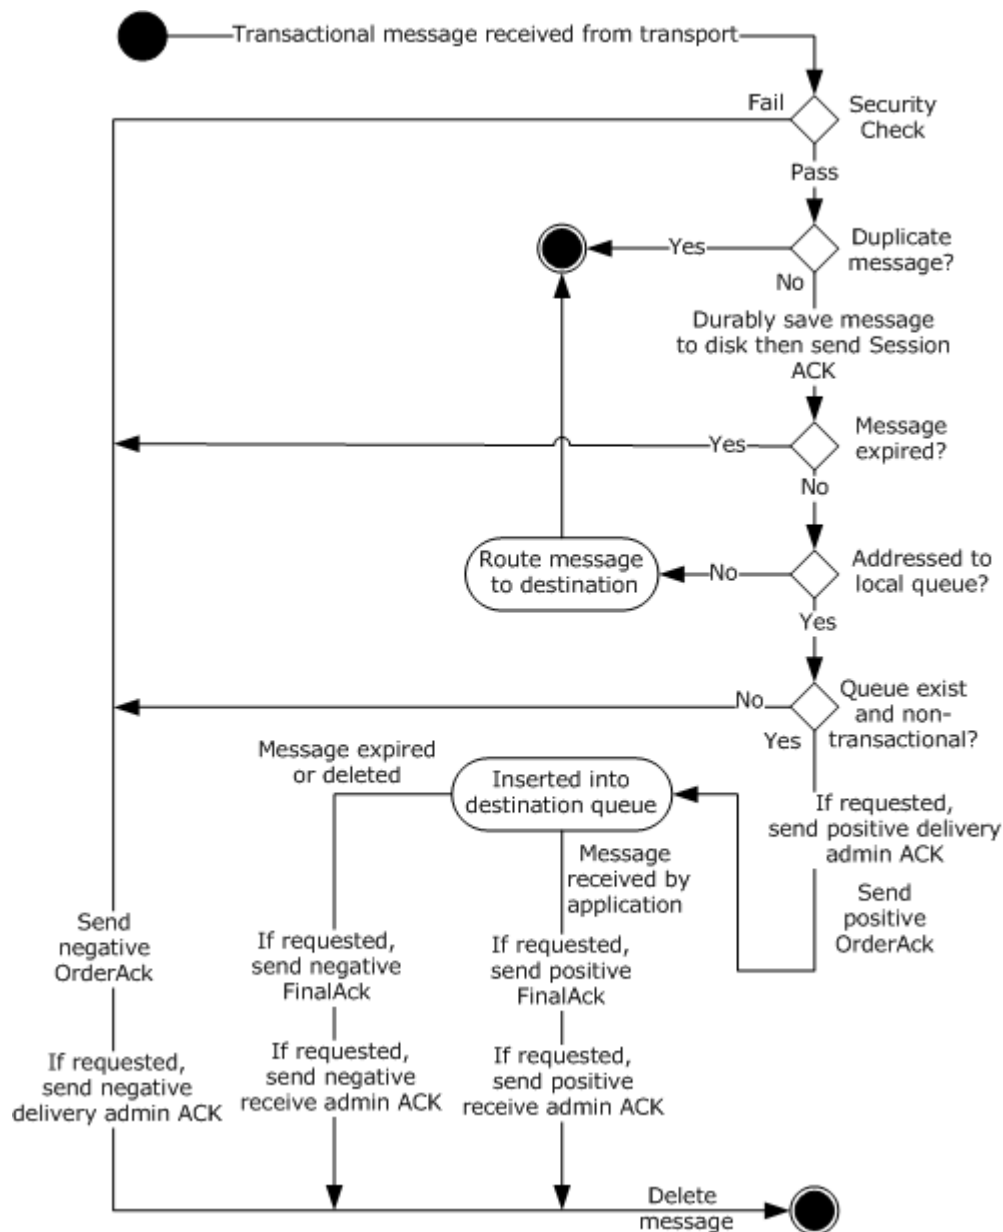 Transactional message received from transport
Fail
Security
Check
Pass
Yes
Duplicate
message?
No
Durably save message
to disk then send Session
ACK
Yes
Message
expired?
No
Route message
to destination
No
Addressed to
local queue?
Yes
No
Queue exist
and non-
transactional?
Yes
Message expired
or deleted
Inserted into
destination queue
If requested,
send positive delivery
admin ACK
Message
received by
application
Send
positive
OrderAck
Send
negative
OrderAck
If requested,
send negative
FinalAck
If requested,
send positive
FinalAck
If requested,
send negative
delivery admin ACK
If requested,
send negative
receive admin ACK
If requested,
send positive
receive admin ACK
Delete
message